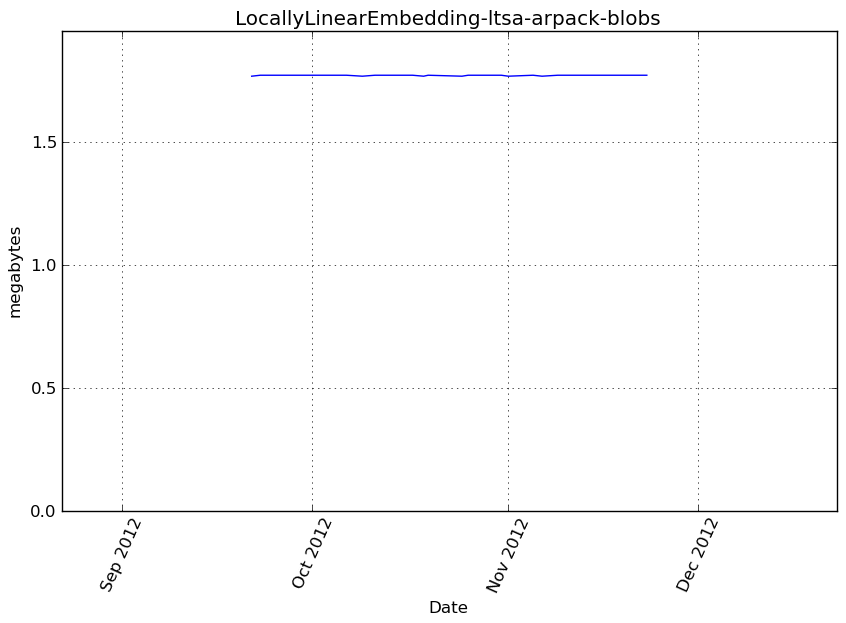 LocallyLinearEmbedding-ltsa-arpack-blobs
megabytes
1.5
1.0
0.5
0.0
Sep 2012
Oct 2012
Nov 2012
Dec 2012
Date